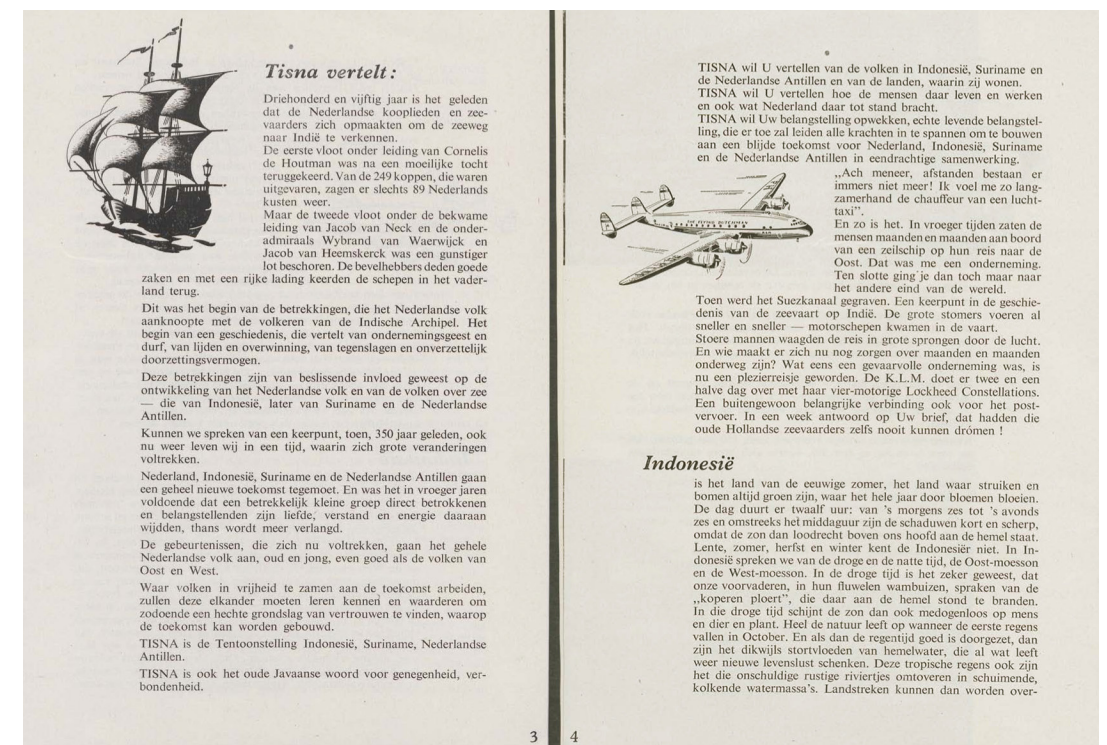 Tisna vertelt:
Driehonderd en vijftig jaar is het geleden
dat de Nederlandse kooplieden en zee-
vaarders zich opmaakten om de zeeweg
naar Indië te verkennen.
De eerste vloot onder leiding van Cornelis
de Houtman was na een moeilijke tocht
teruggekeerd. Van de 249 koppen, die waren
uitgevaren, zagen er slechts 89 Nederlands
kusten weer.
Maar de tweede vloot onder de bekwame
leiding van Jacob van Neck en de onder-
admiraals Wybrand van Waerwijck en
Jacob van Heemskerck was een gunstiger
lot beschoren. De bevelhebbers deden goede
zaken en met een rijke lading keerden de schepen in het vader-
land terug.
Dit was het begin van de betrekkingen, die het Nederlandse volk
aanknoopte met de volkeren van de Indische Archipel. Het
begin van een geschiedenis, die vertelt van ondernemingsgeest en
durf, van lijden en overwinning, van tegenslagen en onverzettelijk
doorzettingsvermogen.
Deze betrekkingen zijn van beslissende invloed geweest op de
ontwikkeling van het Nederlandse volk en van de volken over zee
— die van Indonesië, later van Suriname en de Nederlandse
Antillen.
Kunnen we spreken van een keerpunt, toen, 350 jaar geleden, ook
nu weer leven wij in een tijd, waarin zich grote veranderingen
voltrekken.
Nederland, Indonesië, Suriname en de Nederlandse Antillen gaan
een geheel nieuwe toekomst tegemoet. En was het in vroeger jaren
voldoende dat een betrekkelijk kleine groep direct betrokkenen
en belangstellenden zijn liefde, verstand en energie daaraan
wijdden, thans wordt meer verlangd.
De gebeurtenissen, die zich nu voltrekken, gaan het gehele
Nederlandse volk aan, oud en jong, even goed als de volken van
Oost en West.
Waar volken in vrijheid te zamen aan de toekomst arbeiden,
zullen deze elkander moeten leren kennen en waarderen om
zodoende een hechte grondslag van vertrouwen te vinden, waarop
de toekomst kan worden gebouwd.
TISNA is de Tentoonstelling Indonesië, Suriname, Nederlandse
Antillen.
TISNA is ook het oude Javaanse woord voor genegenheid, ver-
bondenheid.
3
TISNA wil U vertellen van de volken in Indonesië, Suriname en
de Nederlandse Antillen en van de landen, waarin zij wonen.
TISNA wil U vertellen hoe de mensen daar leven en werken
en ook wat Nederland daar tot stand bracht.
TISNA wil Uw belangstelling opwekken, echte levende belangstel-
ling, die er toe zal leiden alle krachten in te spannen om te bouwen
aan een blijde toekomst voor Nederland, Indonesië, Suriname
en de Nederlandse Antillen in eendrachtige samenwerking.
THE FLYING DUTCHMAN
„Ach meneer, afstanden bestaan er
immers niet meer! Ik voel me zo lang-
zamerhand de chauffeur van een lucht-
taxi”.
En zo is het. In vroeger tijden zaten de
mensen maanden en maanden aan boord
van een zeilschip op hun reis naar de
Oost. Dat was me een onderneming.
Ten slotte ging je dan toch maar naar
het andere eind van de wereld.
Toen werd het Suezkanaal gegraven. Een keerpunt in de geschie-
denis van de zeevaart op Indië. De grote stomers voeren al
sneller en sneller — motorschepen kwamen in de vaart.
Stoere mannen waagden de reis in grote sprongen door de lucht.
En wie maakt er zich nu nog zorgen over maanden en maanden
onderweg zijn? Wat eens een gevaarvolle onderneming was, is
nu een plezierreisje geworden. De K.L.M. doet er twee en een
halve dag over met haar vier-motorige Lockheed Constellations.
Een buitengewoon belangrijke verbinding ook voor het post-
vervoer. In een week antwoord op Uw brief, dat hadden die
oude Hollandse zeevaarders zelfs nooit kunnen drómen !
Indonesië
is het land van de eeuwige zomer, het land waar struiken en
bomen altijd groen zijn, waar het hele jaar door bloemen bloeien.
De dag duurt er twaalf uur: van 's morgens zes tot 's avonds
zes en omstreeks het middaguur zijn de schaduwen kort en scherp,
omdat de zon dan loodrecht boven ons hoofd aan de hemel staat.
Lente, zomer, herfst en winter kent de Indonesiër niet. In In-
donesië spreken we van de droge en de natte tijd, de Oost-moesson
en de West-moesson. In de droge tijd is het zeker geweest, dat
onze voorvaderen, in hun fluwelen wambuizen, spraken van de
„koperen ploert”, die daar aan de hemel stond te branden.
In die droge tijd schijnt de zon dan ook medogenloos op mens
en dier en plant. Heel de natuur leeft op wanneer de eerste regens
vallen in October. En als dan de regentijd goed is doorgezet, dan
zijn het dikwijls stortvloeden van hemelwater, die al wat leeft
weer nieuwe levenslust schenken. Deze tropische regens ook zijn
het die onschuldige rustige riviertjes omtoveren in schuimende,
kolkende watermassa's. Landstreken kunnen dan worden over-
4